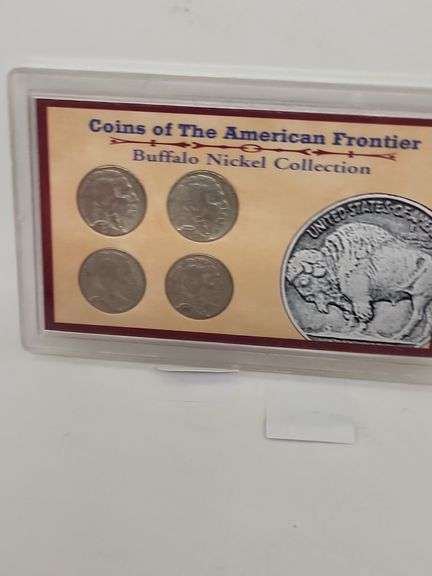 Coins of The American Frontier
Buffalo Nickel Collection
UNITED STATES OF